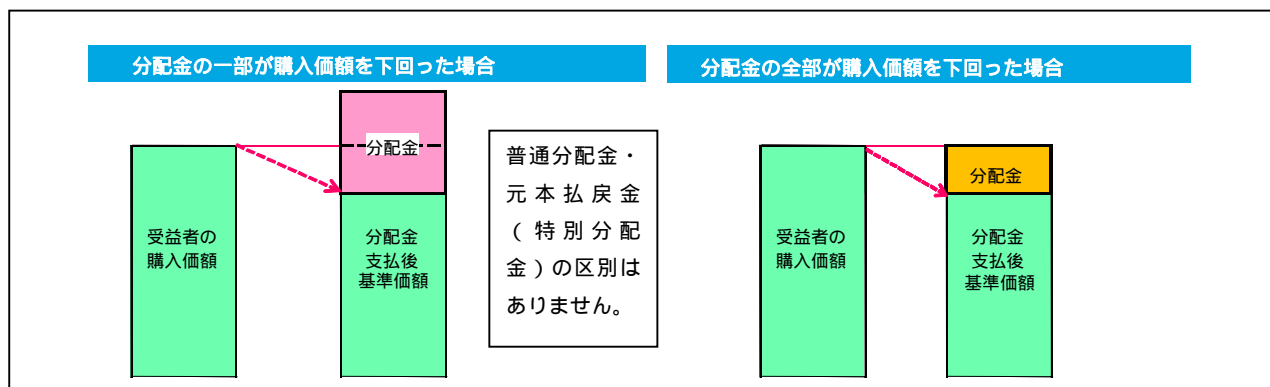 分配金の一部が購入価額を下回った場合
分配金
受益者の
購入価額
分配金
支払後
基準価額
普通分配金・
元本払戻金
(特別分配
金)の区別は
ありません。
分配金の全部が購入価額を下回った場合
受益者の
購入価額
分配金
分配金
支払後
基準価額